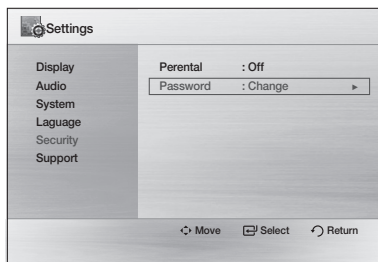 Settings
Display
Audio
System
Laguage
Security
Support
Perental : Off
Password : Change ►
Move Select Return